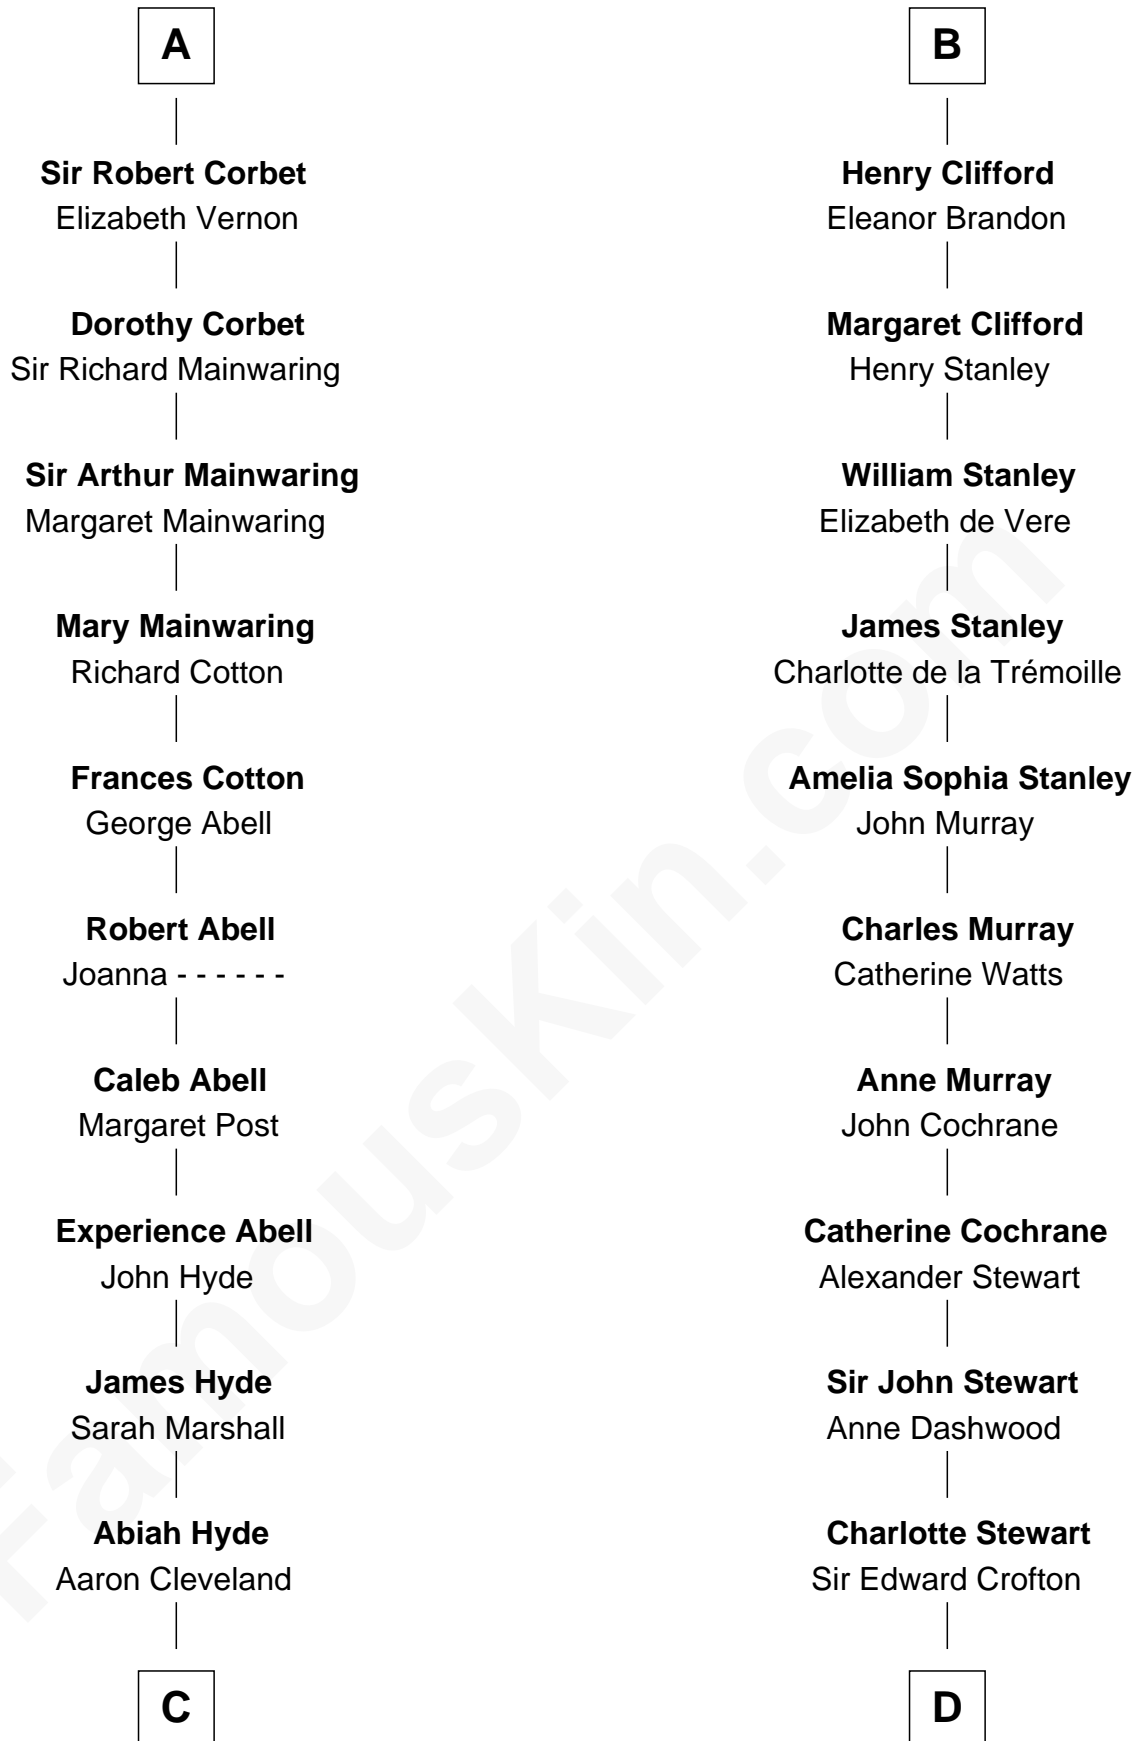 A
Sir Robert Corbet
Elizabeth Vernon
Dorothy Corbet
Sir Richard Mainwaring
Sir Arthur Mainwaring
Margaret Mainwaring
Mary Mainwaring
Richard Cotton
Frances Cotton
George Abell
Robert Abell
Joanna - - - - - -
Caleb Abell
Margaret Post
Experience Abell
John Hyde
James Hyde
Sarah Marshall
Abiah Hyde
Aaron Cleveland
C
B
Henry Clifford
Eleanor Brandon
Margaret Clifford
Henry Stanley
William Stanley
Elizabeth de Vere
James Stanley
Charlotte de la Trémoille
Amelia Sophia Stanley
John Murray
Charles Murray
Catherine Watts
Anne Murray
John Cochrane
Catherine Cochrane
Alexander Stewart
Sir John Stewart
Anne Dashwood
Charlotte Stewart
Sir Edward Crofton
D
FamousKin.com